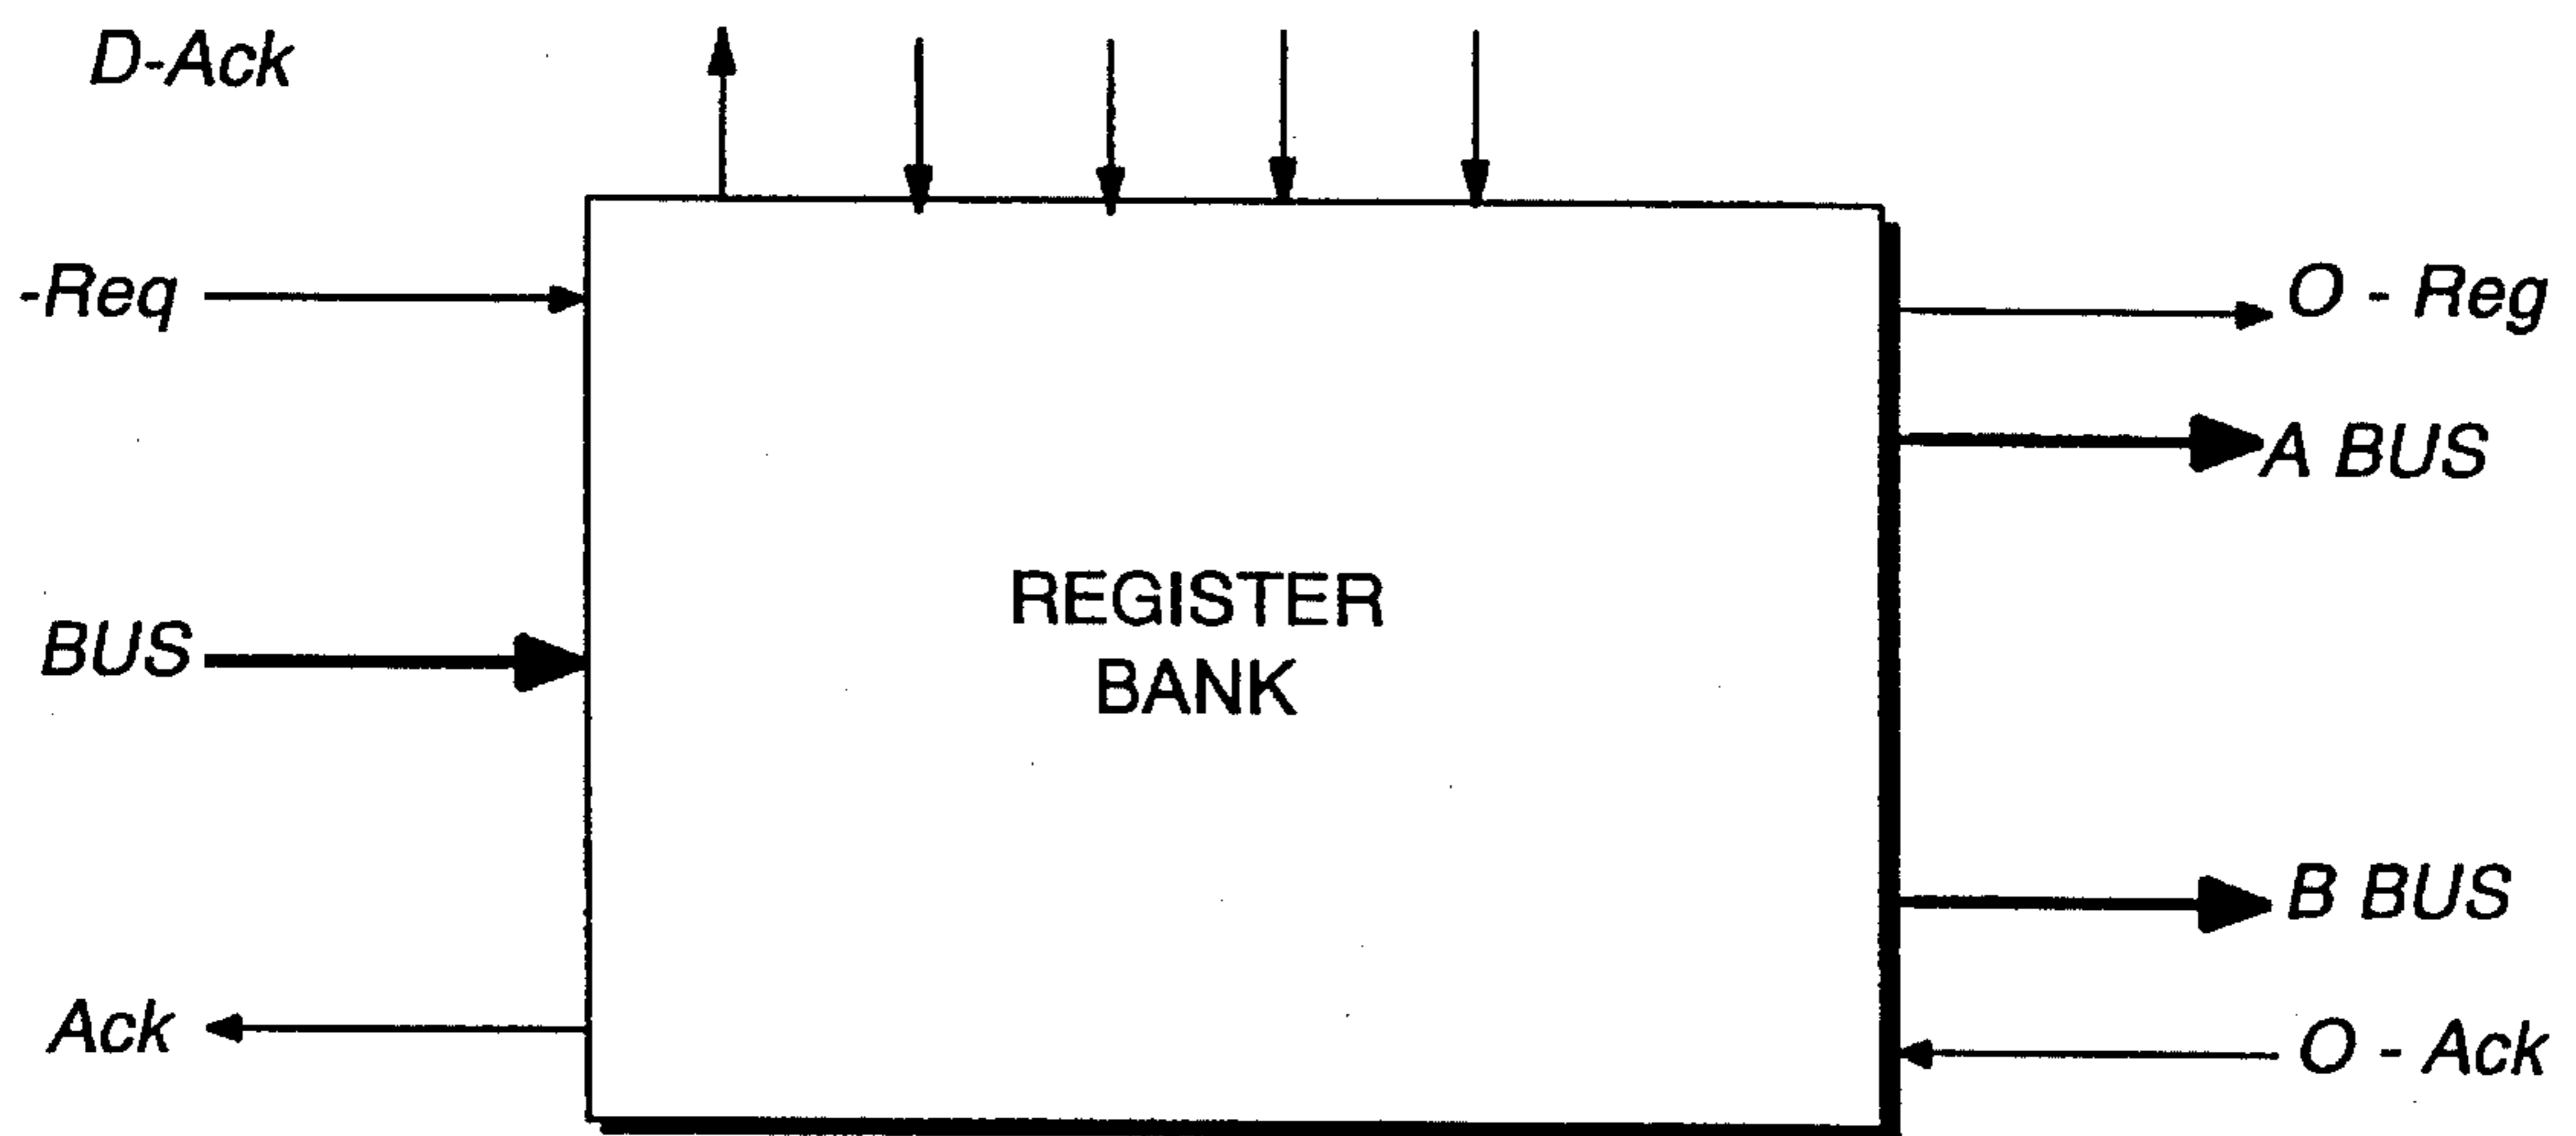 D-Ack
-Req
O - Reg
A BUS
REGISTER
BUS
BANK
B BUS
Ack
O - Ack